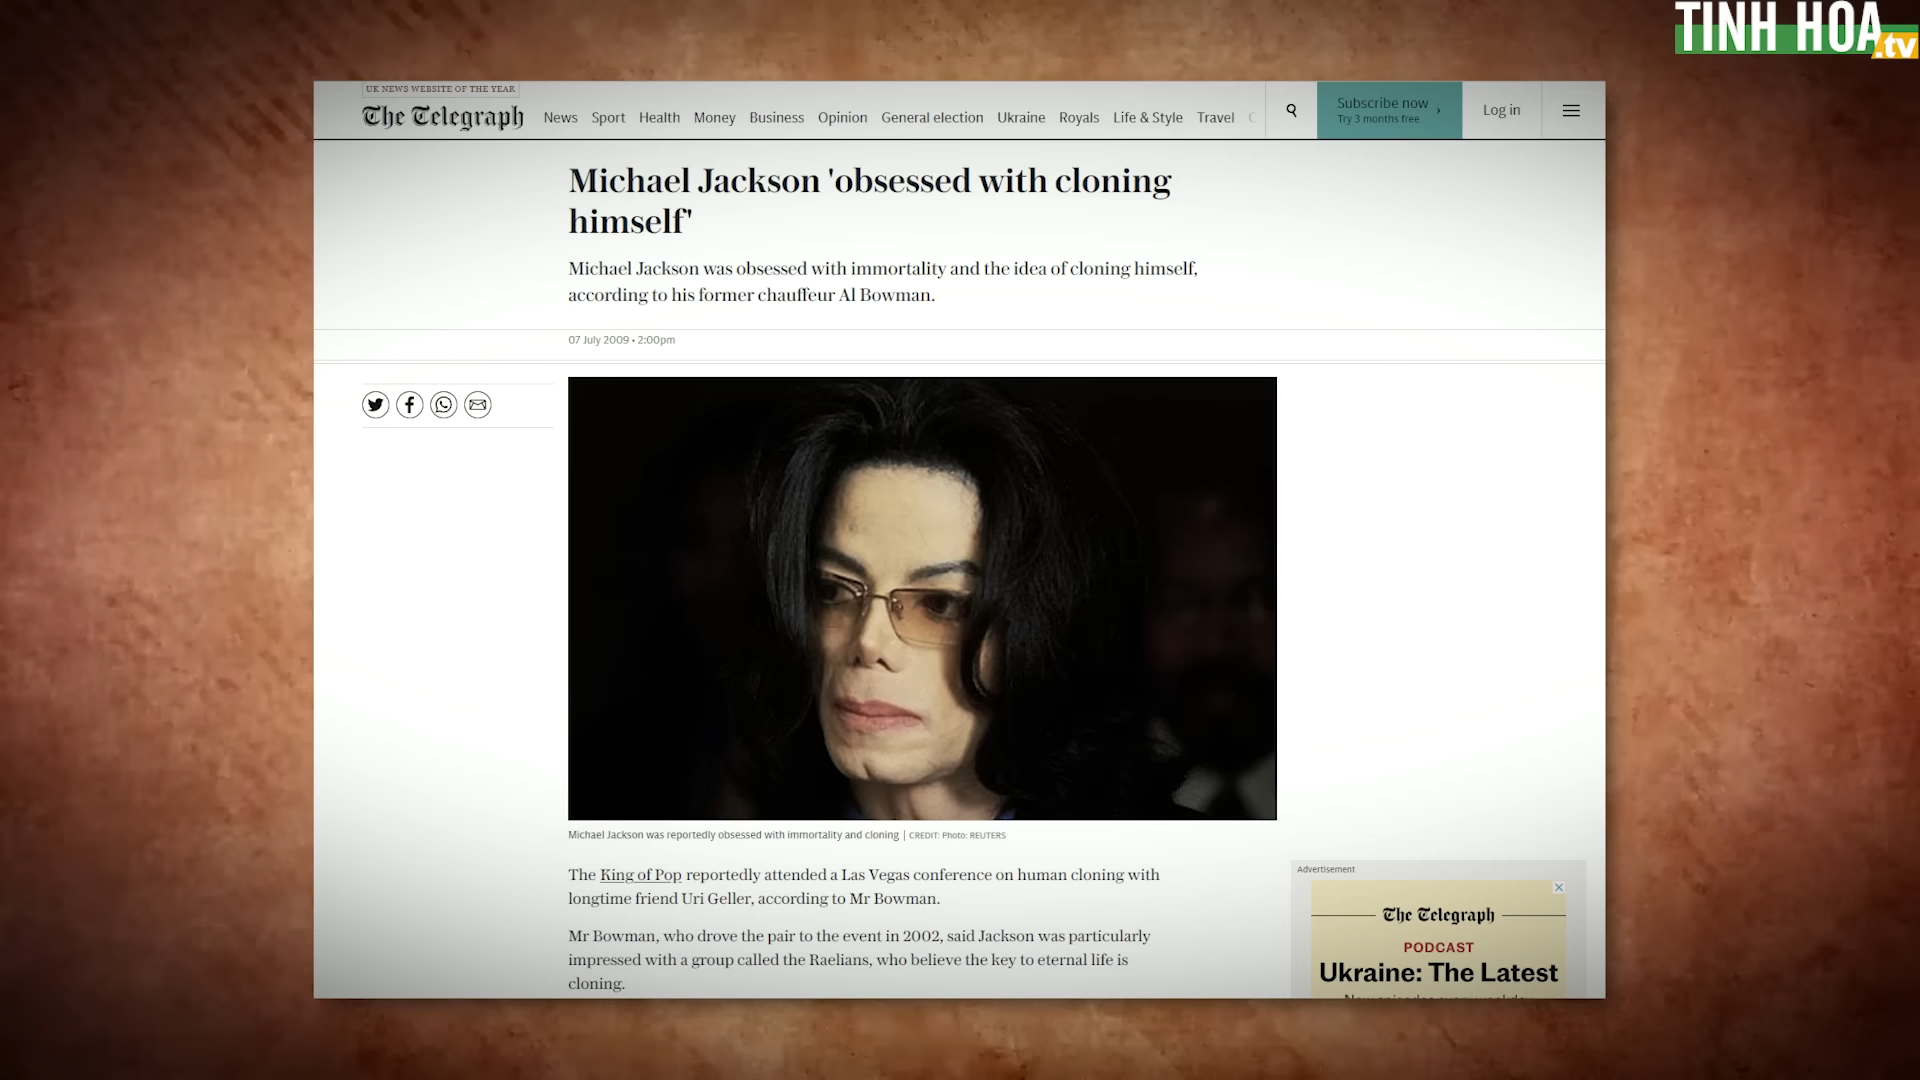 TINH HOA
.tv
UK NEWS WEBSITE OF THE YEAR
The Telegraph
News Sport Health Money Business Opinion General election Ukraine Royals Life & Style Travel
Subscribe now ›
Try 3 months free
Log in
Michael Jackson 'obsessed with cloning
himself'
Michael Jackson was obsessed with immortality and the idea of cloning himself,
according to his former chauffeur Al Bowman.
07 July 2009 • 2:00pm
Michael Jackson was reportedly obsessed with immortality and cloning | CREDIT: Photo: REUTERS
The King of Pop reportedly attended a Las Vegas conference on human cloning with
longtime friend Uri Geller, according to Mr Bowman.
Mr Bowman, who drove the pair to the event in 2002, said Jackson was particularly
impressed with a group called the Raelians, who believe the key to eternal life is
cloning.
Advertisement
The Telegraph
PODCAST
Ukraine: The Latest